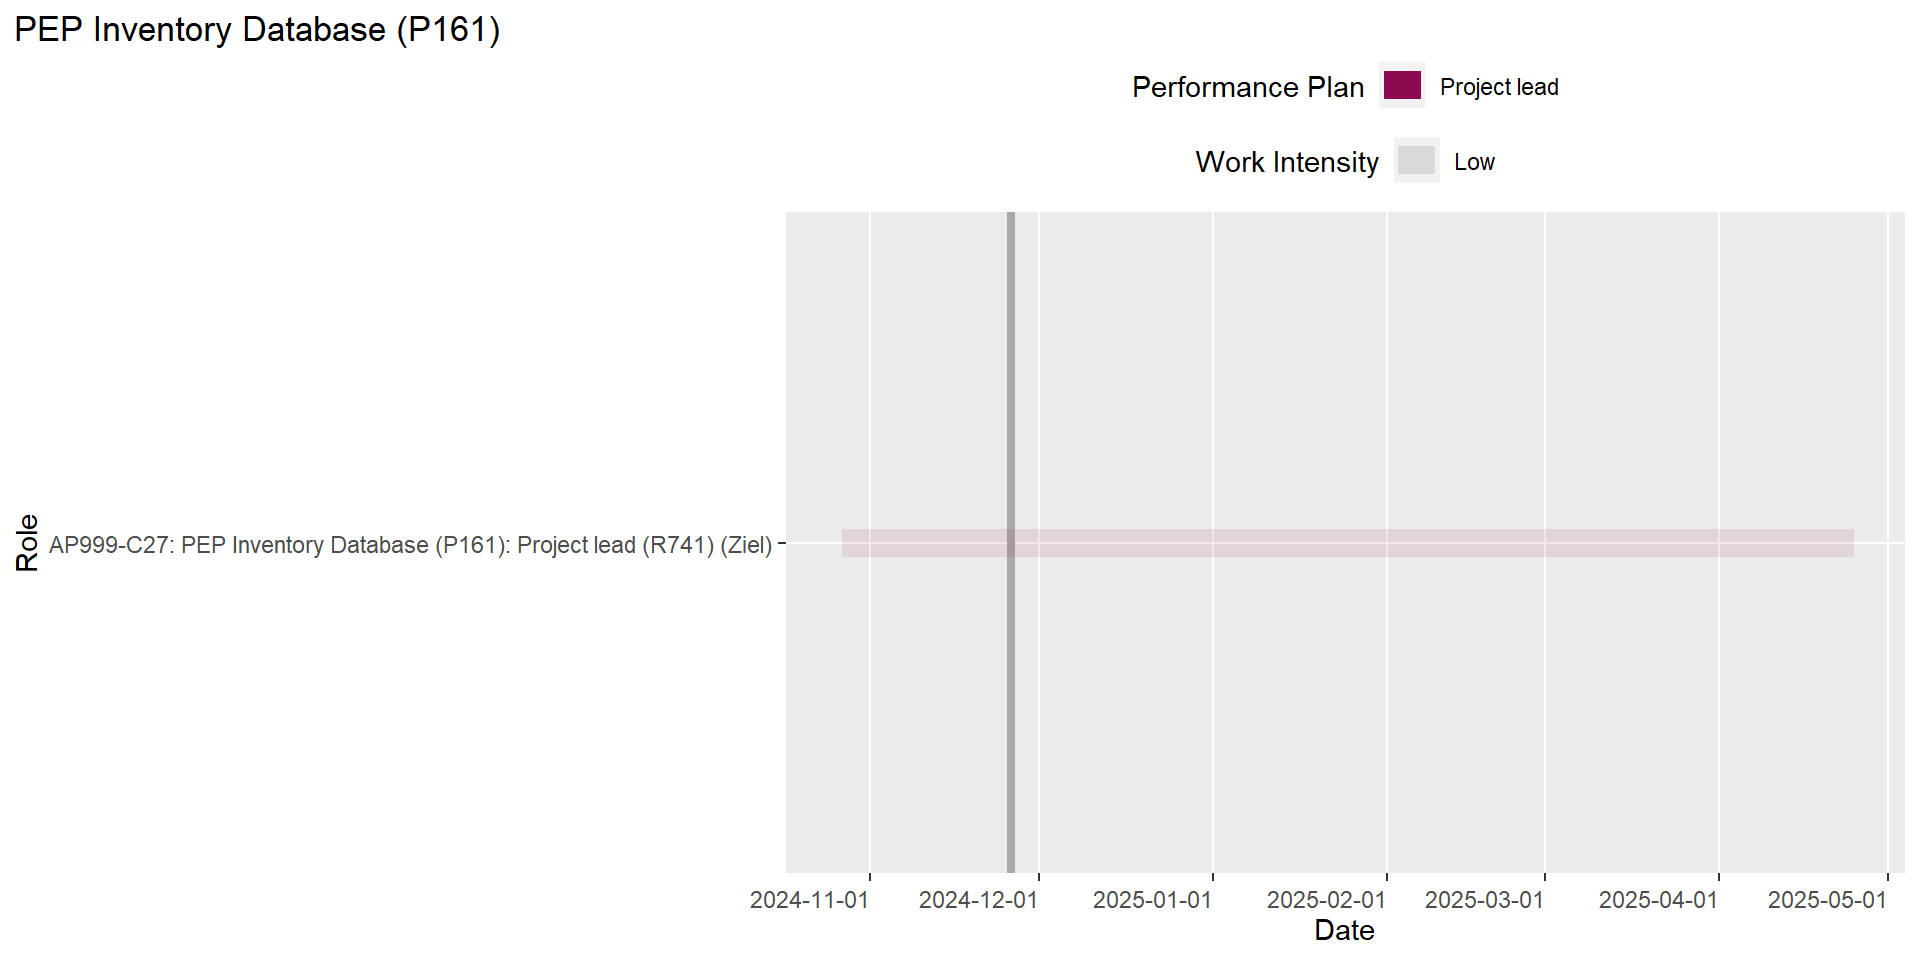 PEP Inventory Database (P161)
Performance Plan Project lead
Work Intensity Low
Role
AP999-C27: PEP Inventory Database (P161): Project lead (R741) (Ziel)
2024-11-01 2024-12-01 2025-01-01 2025-02-01 2025-03-01 2025-04-01 2025-05-01
Date